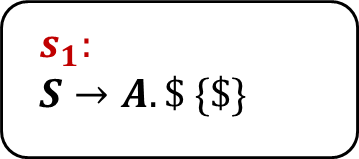 s₁:
S → A. $ {$}